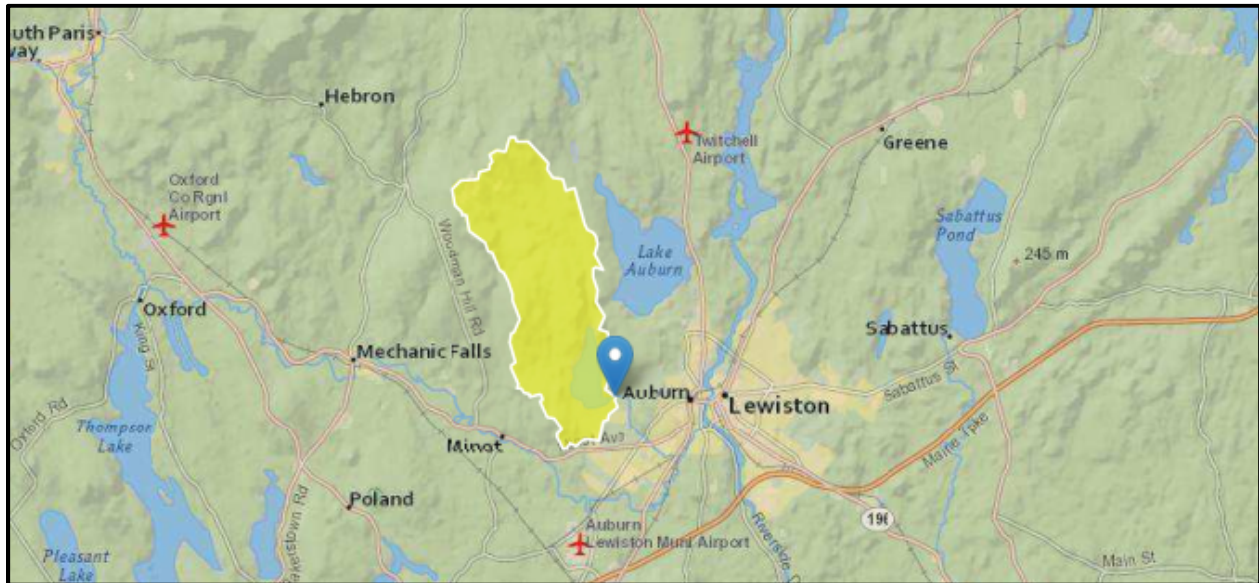 uth Paris
way
Hebron
Twitchell
Airport
Greene
Oxford
Co Rgnl
Airport
Woodman Hill Rd
Lake
Auburn
Sabattus
Pond
245 m
Oxford
King St
Mechanic Falls
Sabattus
Sabattus St
Auburn
Lewiston
Oxford Rd
Thompson
Lake
Minot
Maine Tpke
Poland
196
Auburn
Lewiston Muni Airport
Pleasant
Lake
akerstown Rd
Main St